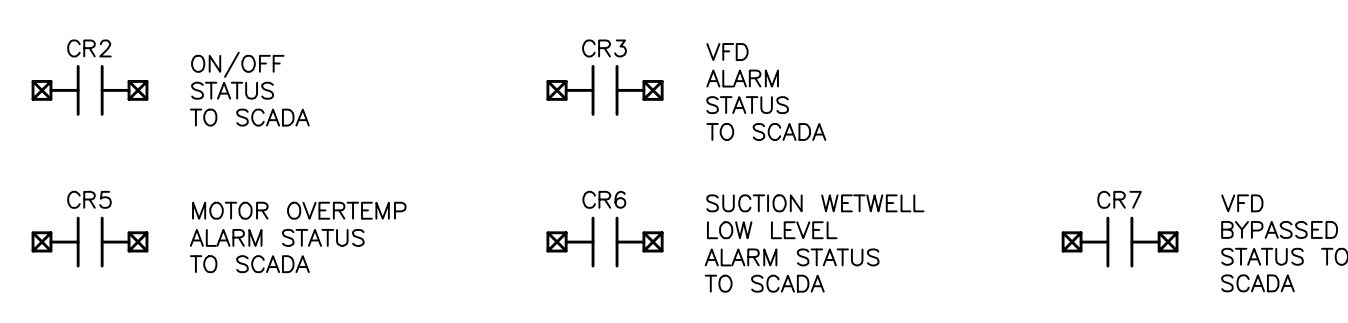 CR2
ON/OFF
STATUS
TO SCADA
CR3
VFD
ALARM
STATUS
TO SCADA
CR5
MOTOR OVERTEMP
ALARM STATUS
TO SCADA
CR6
SUCTION WETWELL
LOW LEVEL
ALARM STATUS
TO SCADA
CR7
VFD
BYPASSED
STATUS TO
SCADA